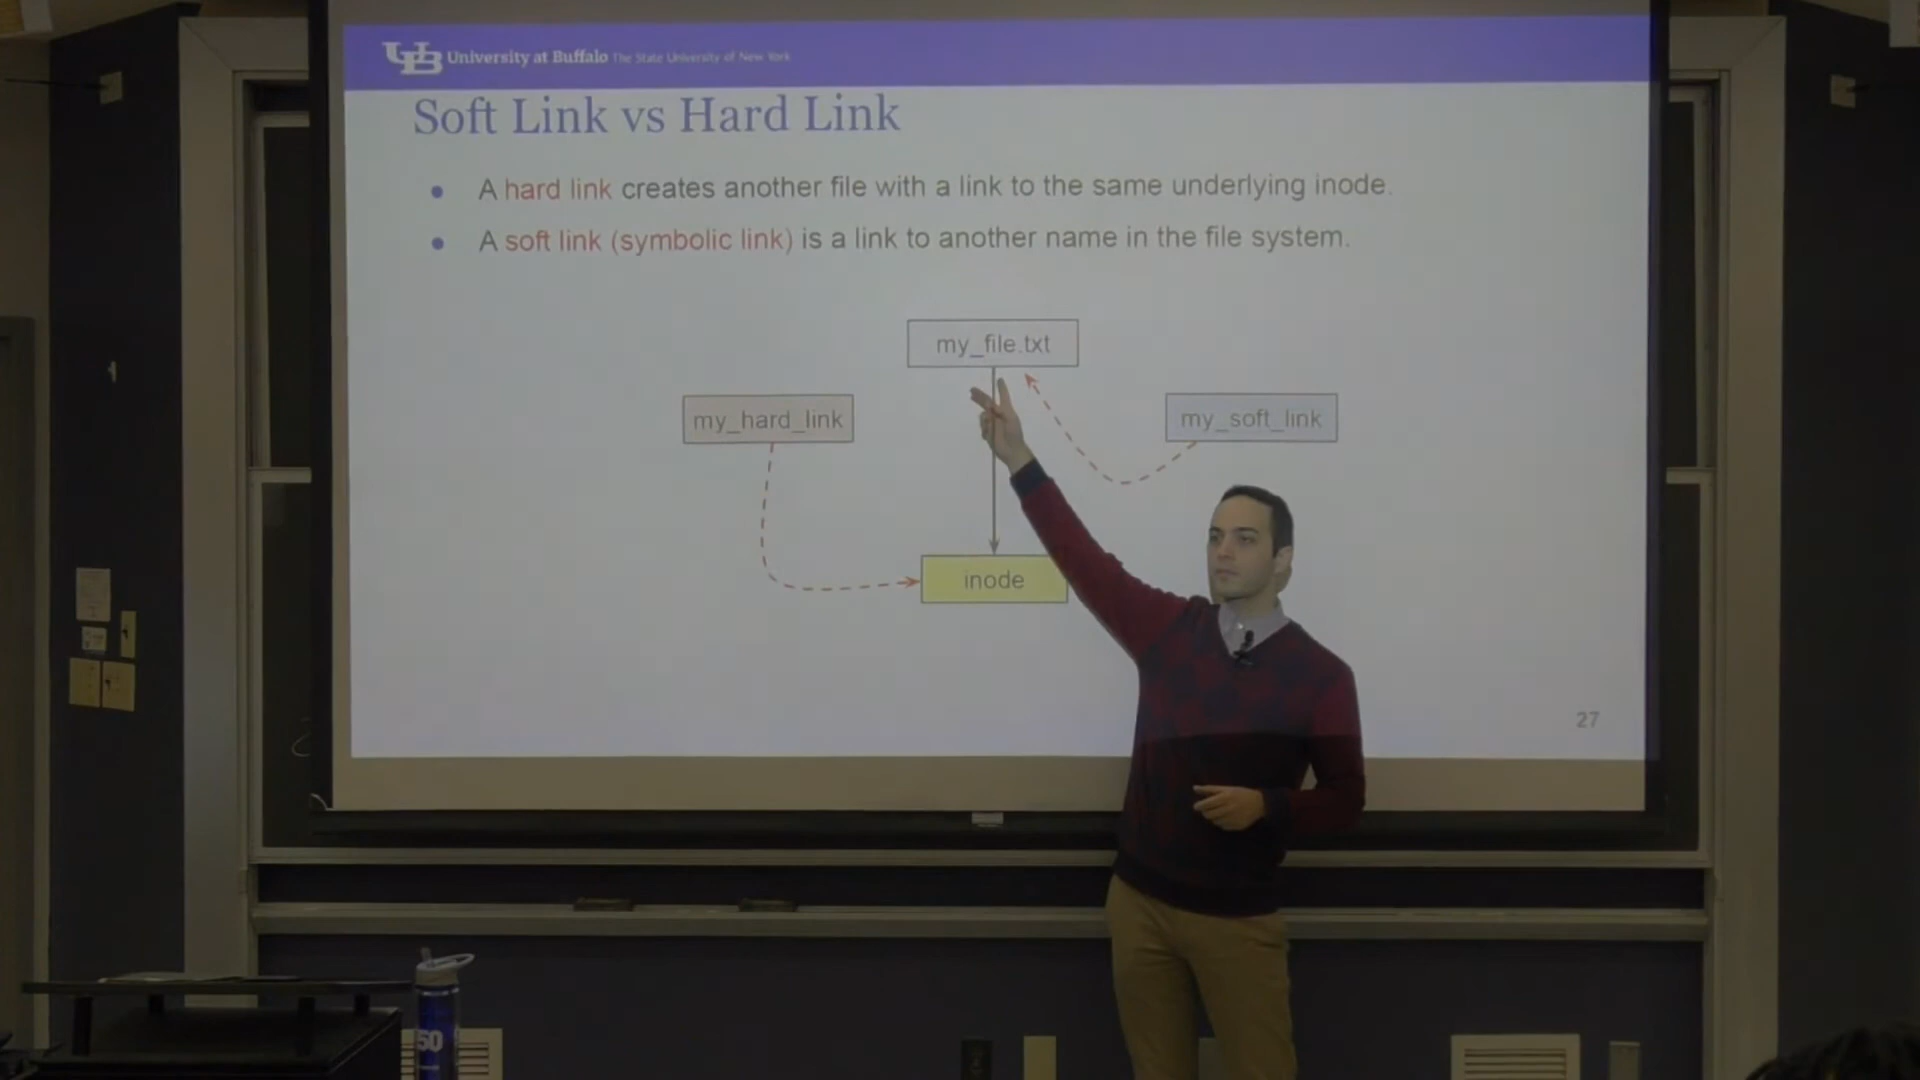 UB University at Buffalo The State University of New York
Soft Link vs Hard Link
• A hard link creates another file with a link to the same underlying inode.
• A soft link (symbolic link) is a link to another name in the file system.
my_file.txt
my_hard_link
my_soft_link
inode
27
50